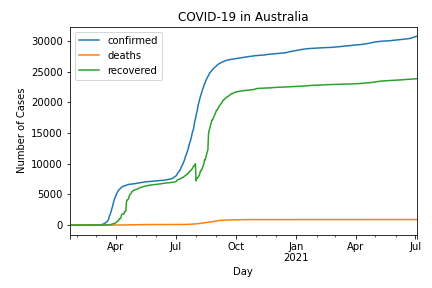 COVID-19 in Australia
confirmed
deaths
recovered
Number of Cases
30000
25000
20000
15000
10000
5000
0
Apr
Jul
Oct
Jan
2021
Apr
Jul
Day